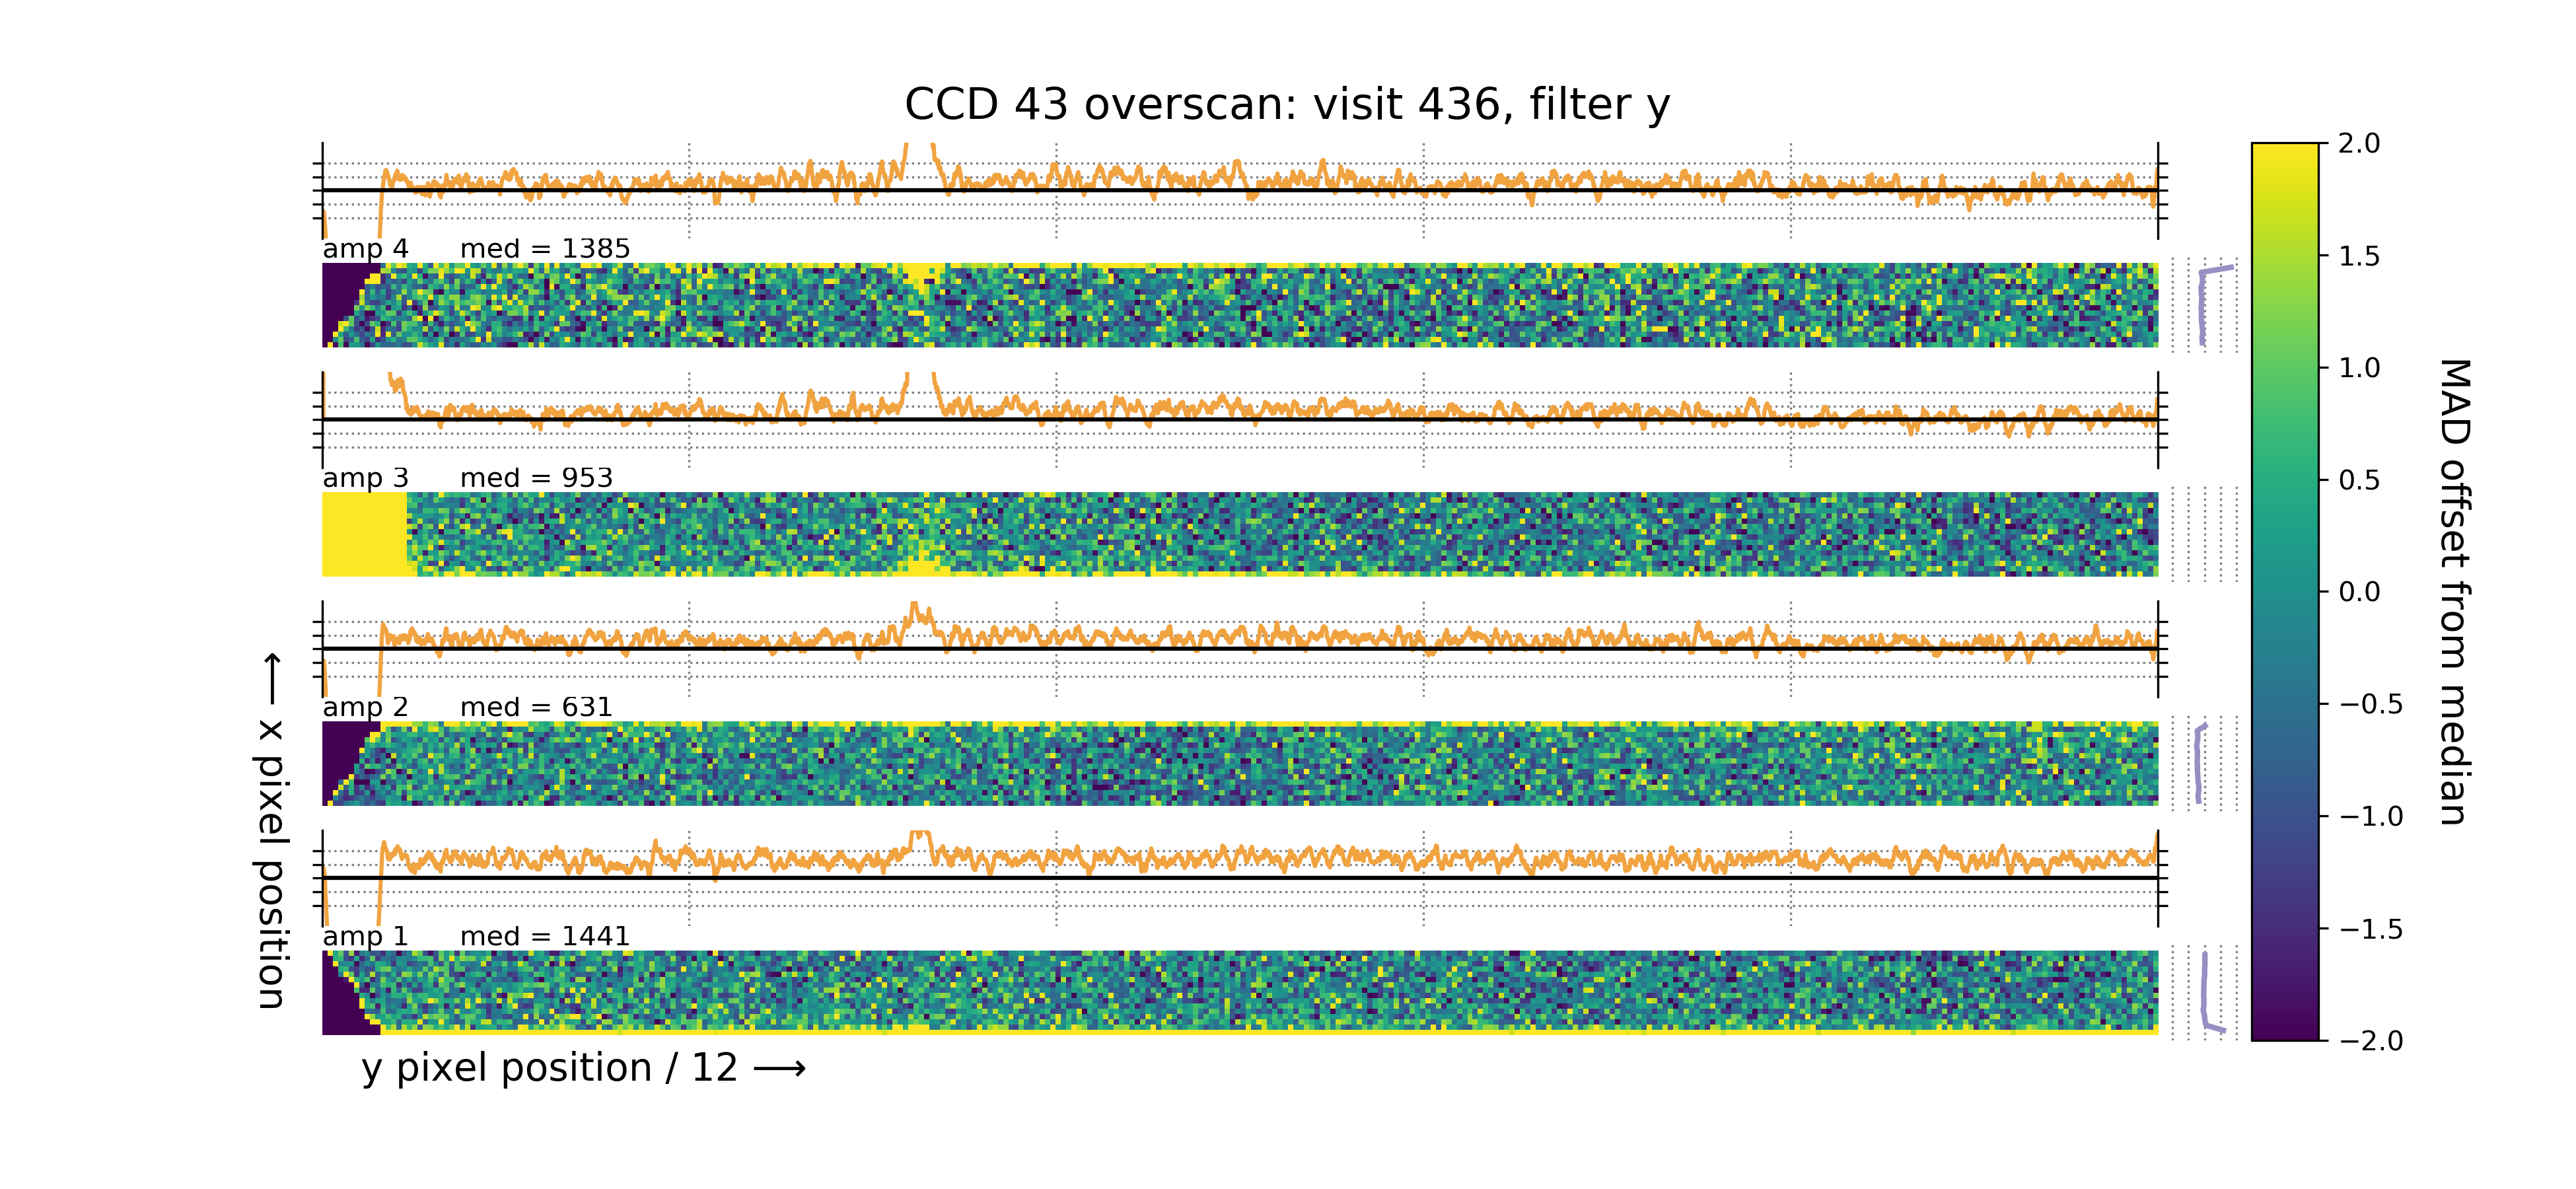 CCD 43 overscan: visit 436, filter y
amp 4 med = 1385
amp 3 med = 953
amp 2 med = 631
amp 1 med = 1441
x pixel position ⟶
y pixel position / 12 ⟶
2.0
1.5
1.0
0.5
0.0
−0.5
−1.0
−1.5
−2.0
MAD offset from median